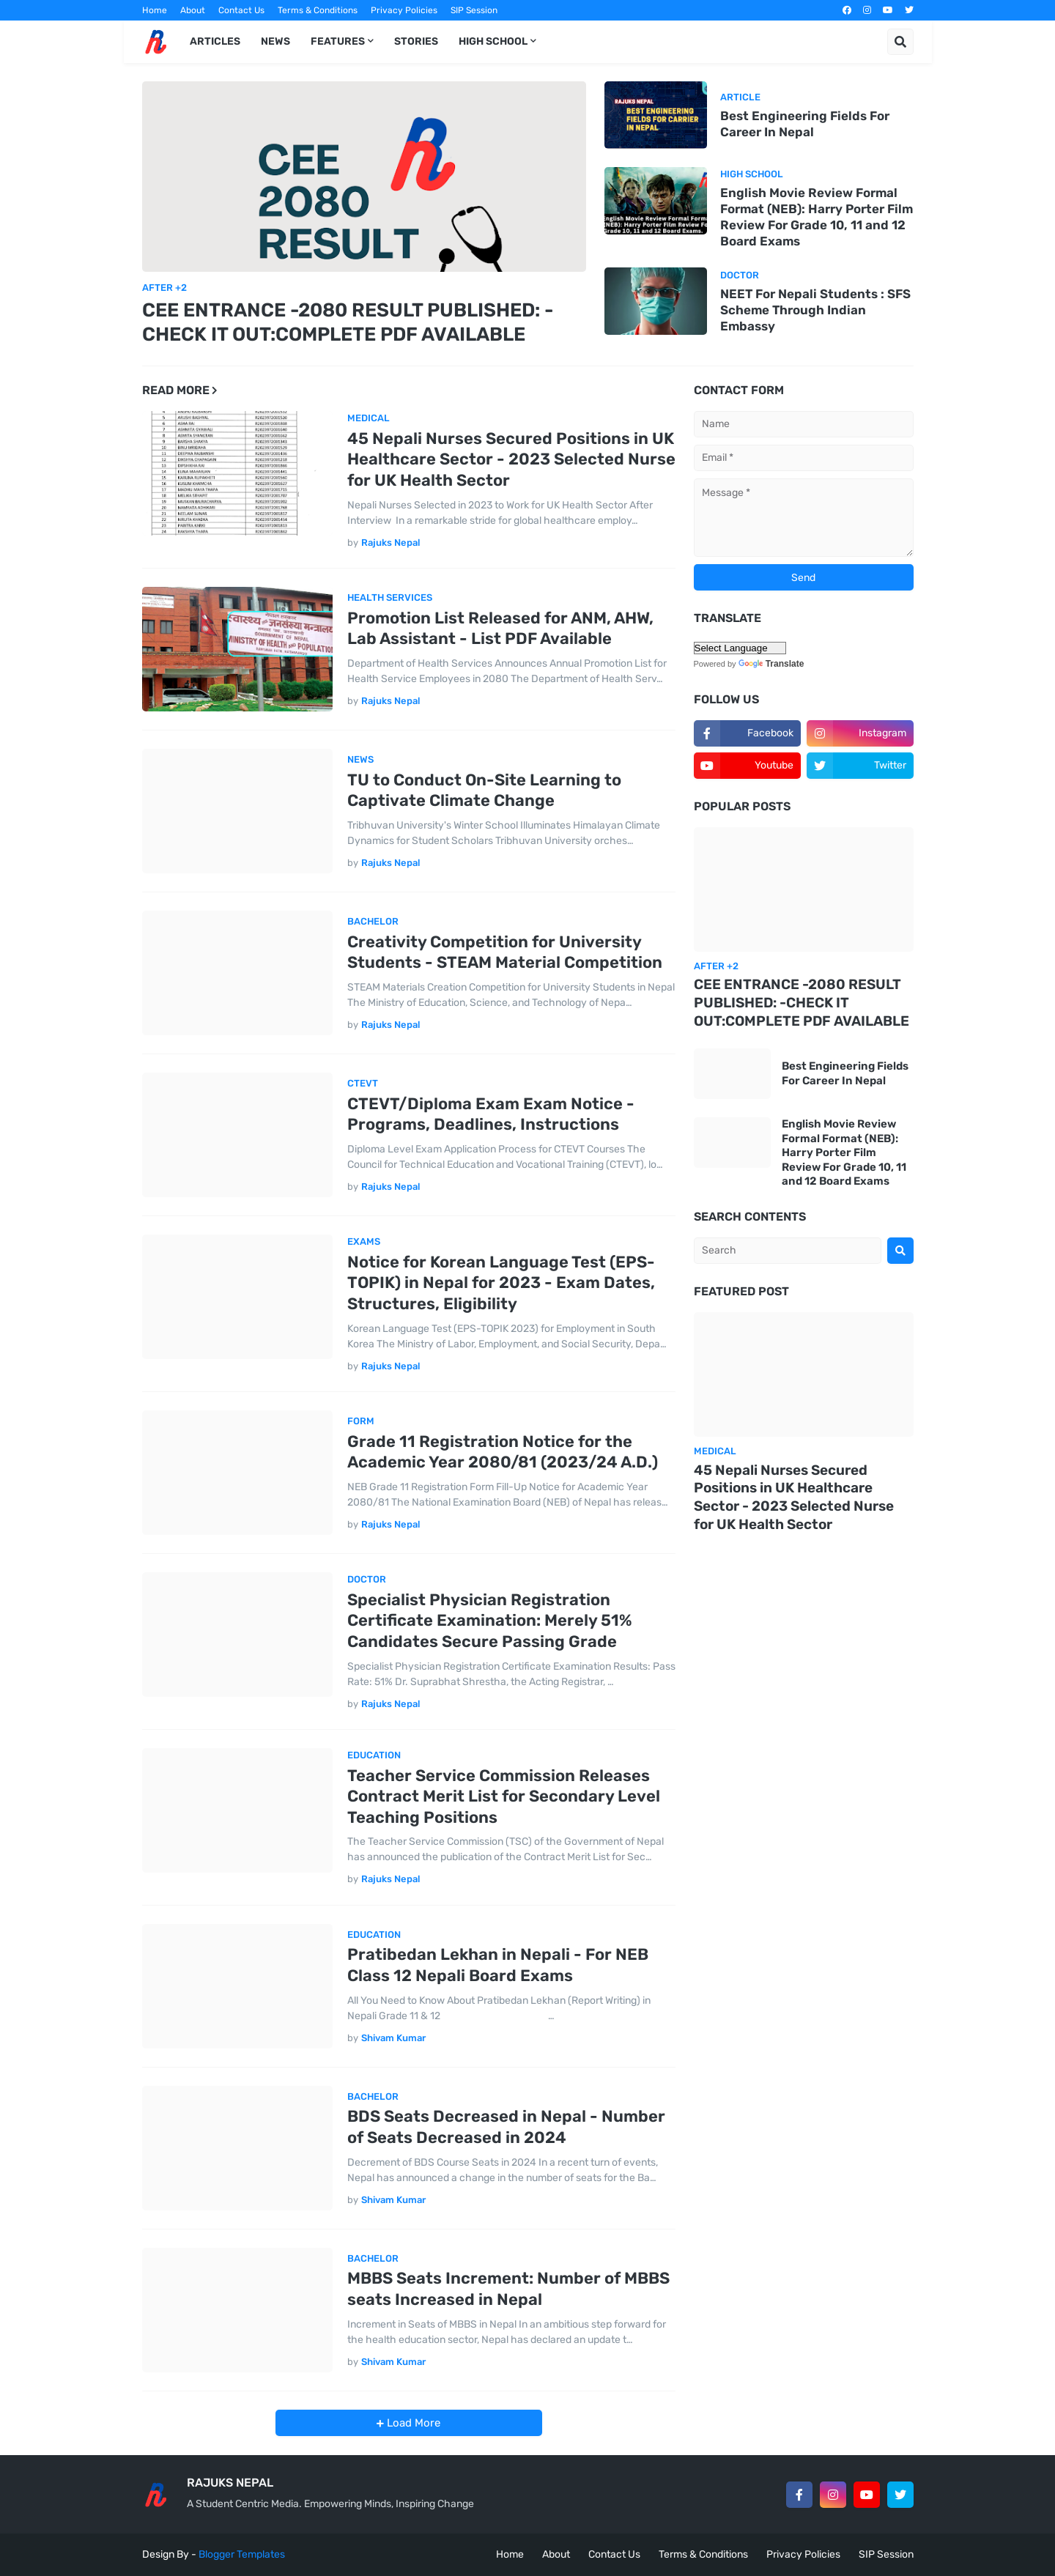 Home About Contact Us Terms & Conditions Privacy Policies SIP Session
ARTICLES NEWS FEATURES STORIES HIGH SCHOOL
CEE
2080
RESULT
AFTER +2
CEE ENTRANCE -2080 RESULT PUBLISHED: -
CHECK IT OUT:COMPLETE PDF AVAILABLE
RAJUKS NEPAL
BEST ENGINEERING
FIELDS FOR CARRIER
IN NEPAL
ARTICLE
Best Engineering Fields For
Career In Nepal
English Movie Review Formal Form
(NEB): Harry Porter Film Review Fo
Grade 10, 11 and 12 Board Exams.
HIGH SCHOOL
English Movie Review Formal
Format (NEB): Harry Porter Film
Review For Grade 10, 11 and 12
Board Exams
DOCTOR
NEET For Nepali Students : SFS
Scheme Through Indian
Embassy
READ MORE
MEDICAL
45 Nepali Nurses Secured Positions in UK
Healthcare Sector - 2023 Selected Nurse
for UK Health Sector
Nepali Nurses Selected in 2023 to Work for UK Health Sector After
Interview In a remarkable stride for global healthcare employ…
by Rajuks Nepal
MINISTRY OF HEALTH AND POPULATION
HEALTH SERVICES
Promotion List Released for ANM, AHW,
Lab Assistant - List PDF Available
Department of Health Services Announces Annual Promotion List for
Health Service Employees in 2080 The Department of Health Serv…
by Rajuks Nepal
NEWS
TU to Conduct On-Site Learning to
Captivate Climate Change
Tribhuvan University's Winter School Illuminates Himalayan Climate
Dynamics for Student Scholars Tribhuvan University orches…
by Rajuks Nepal
BACHELOR
Creativity Competition for University
Students - STEAM Material Competition
STEAM Materials Creation Competition for University Students in Nepal
The Ministry of Education, Science, and Technology of Nepa…
by Rajuks Nepal
CTEVT
CTEVT/Diploma Exam Exam Notice -
Programs, Deadlines, Instructions
Diploma Level Exam Application Process for CTEVT Courses The
Council for Technical Education and Vocational Training (CTEVT), lo…
by Rajuks Nepal
EXAMS
Notice for Korean Language Test (EPS-
TOPIK) in Nepal for 2023 - Exam Dates,
Structures, Eligibility
Korean Language Test (EPS-TOPIK 2023) for Employment in South
Korea The Ministry of Labor, Employment, and Social Security, Depa…
by Rajuks Nepal
FORM
Grade 11 Registration Notice for the
Academic Year 2080/81 (2023/24 A.D.)
NEB Grade 11 Registration Form Fill-Up Notice for Academic Year
2080/81 The National Examination Board (NEB) of Nepal has releas…
by Rajuks Nepal
DOCTOR
Specialist Physician Registration
Certificate Examination: Merely 51%
Candidates Secure Passing Grade
Specialist Physician Registration Certificate Examination Results: Pass
Rate: 51% Dr. Suprabhat Shrestha, the Acting Registrar, …
by Rajuks Nepal
EDUCATION
Teacher Service Commission Releases
Contract Merit List for Secondary Level
Teaching Positions
The Teacher Service Commission (TSC) of the Government of Nepal
has announced the publication of the Contract Merit List for Sec…
by Rajuks Nepal
EDUCATION
Pratibedan Lekhan in Nepali - For NEB
Class 12 Nepali Board Exams
All You Need to Know About Pratibedan Lekhan (Report Writing) in
Nepali Grade 11 & 12 …
by Shivam Kumar
BACHELOR
BDS Seats Decreased in Nepal - Number
of Seats Decreased in 2024
Decrement of BDS Course Seats in 2024 In a recent turn of events,
Nepal has announced a change in the number of seats for the Ba…
by Shivam Kumar
BACHELOR
MBBS Seats Increment: Number of MBBS
seats Increased in Nepal
Increment in Seats of MBBS in Nepal In an ambitious step forward for
the health education sector, Nepal has declared an update t…
by Shivam Kumar
+ Load More
CONTACT FORM
Name
Email *
Message *
Send
TRANSLATE
Select Language
Powered by Google Translate
FOLLOW US
Facebook Instagram
Youtube Twitter
POPULAR POSTS
AFTER +2
CEE ENTRANCE -2080 RESULT
PUBLISHED: -CHECK IT
OUT:COMPLETE PDF AVAILABLE
Best Engineering Fields
For Career In Nepal
English Movie Review
Formal Format (NEB):
Harry Porter Film
Review For Grade 10, 11
and 12 Board Exams
SEARCH CONTENTS
Search
FEATURED POST
MEDICAL
45 Nepali Nurses Secured
Positions in UK Healthcare
Sector - 2023 Selected Nurse
for UK Health Sector
RAJUKS NEPAL
A Student Centric Media. Empowering Minds, Inspiring Change
Design By - Blogger Templates
Home About Contact Us Terms & Conditions Privacy Policies SIP Session